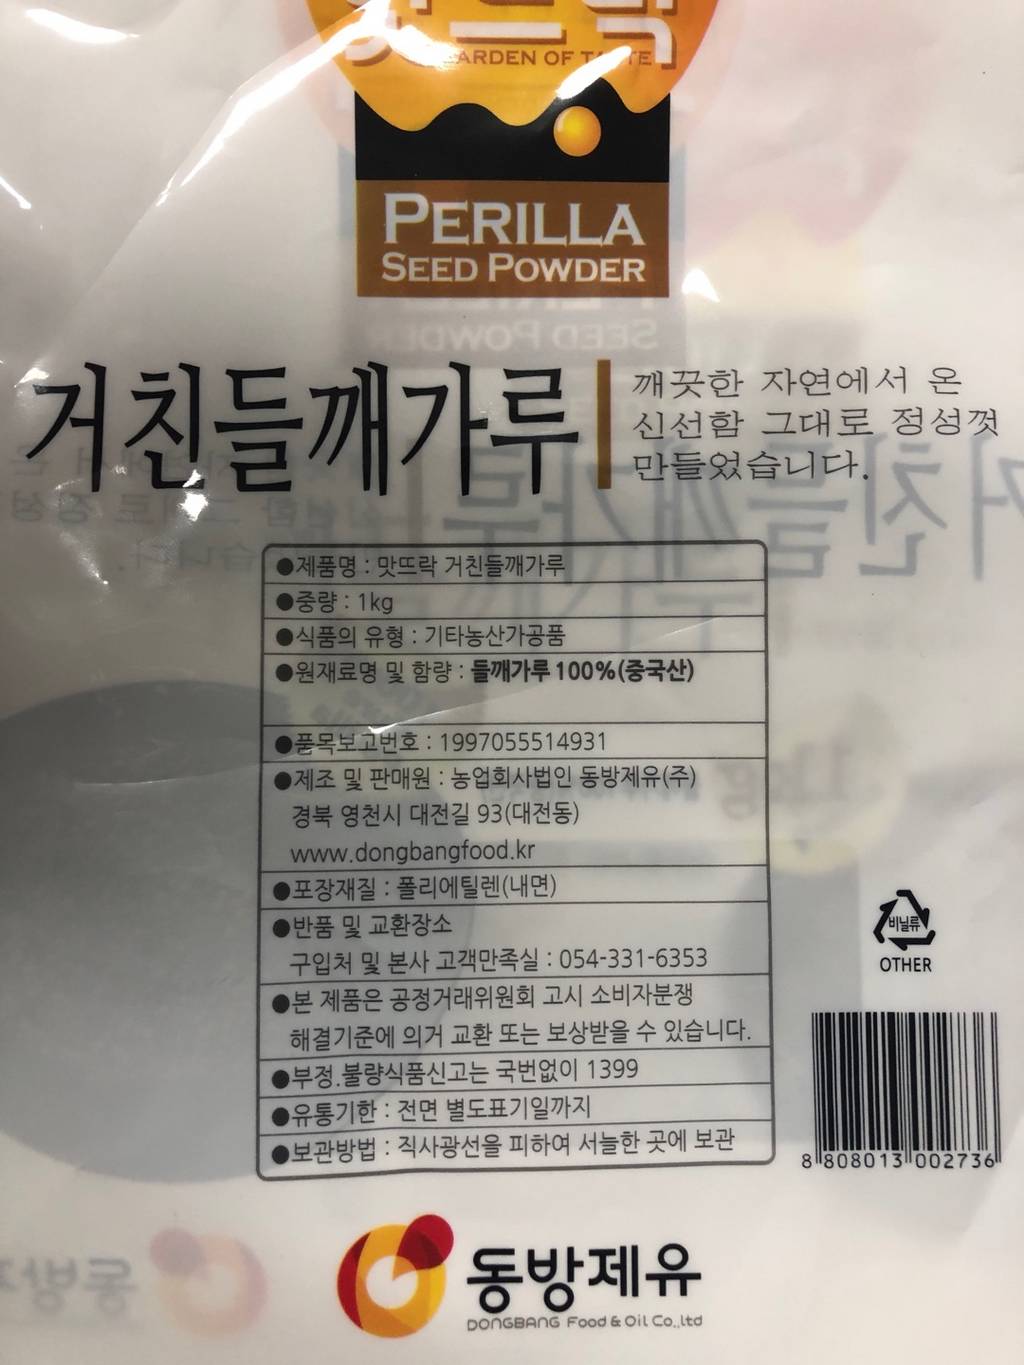 GARDEN OF TASTE
PERILLA
SEED POWDER
거친들깨가루
깨끗한 자연에서 온
신선함 그대로 정성껏
만들었습니다.
●제품명 : 맛뜨락 거친들깨가루
●중량 : 1kg
●식품의 유형 : 기타농산가공품
●원재료명 및 함량 : 들깨가루 100%(중국산)
●품목보고번호 : 1997055514931
●제조 및 판매원 : 농업회사법인 동방제유(주)
경북 영천시 대전길 93(대전동)
www.dongbangfood.kr
●포장재질 : 폴리에틸렌(내면)
●반품 및 교환장소
구입처 및 본사 고객만족실 : 054-331-6353
●본 제품은 공정거래위원회 고시 소비자분쟁
해결기준에 의거 교환 또는 보상받을 수 있습니다.
●부정.불량식품신고는 국번없이 1399
●유통기한 : 전면 별도표기일까지
●보관방법 : 직사광선을 피하여 서늘한 곳에 보관
비닐류
OTHER
8 808013 002736
동방제유
DONGBANG Food & Oil Co.,Ltd